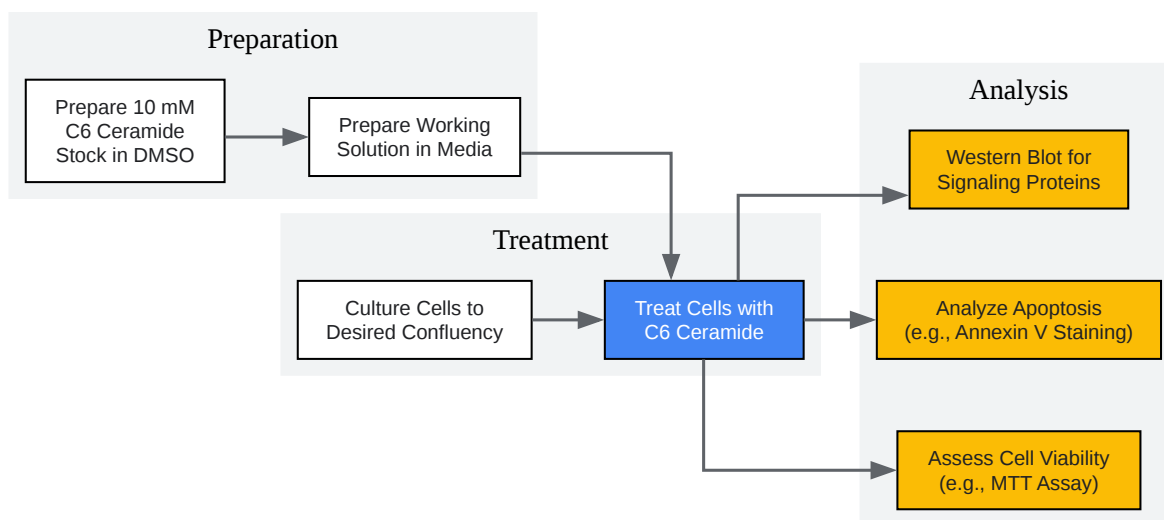 Preparation
Prepare 10 mM
C6 Ceramide
Stock in DMSO
Prepare Working
Solution in Media
Treatment
Culture Cells to
Desired Confluency
Treat Cells with
C6 Ceramide
Analysis
Western Blot for
Signaling Proteins
Analyze Apoptosis
(e.g., Annexin V Staining)
Assess Cell Viability
(e.g., MTT Assay)